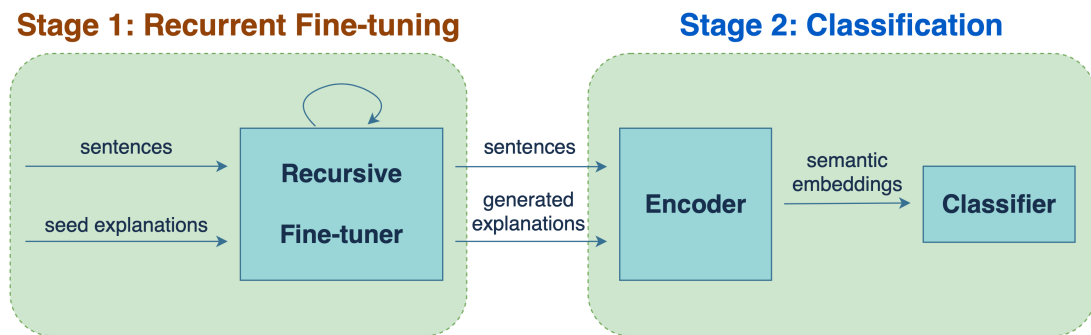 Stage 1: Recurrent Fine-tuning
Stage 2: Classification
sentences
seed explanations
Recursive
Fine-tuner
sentences
generated
explanations
Encoder
semantic
embeddings
Classifier